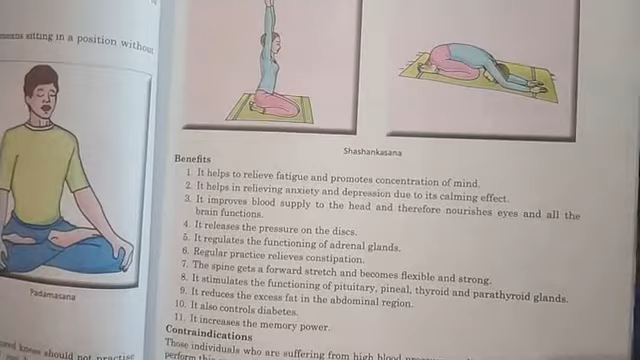 means sitting in a position without
Padamasana
knees should not practise
Shashankasana
Benefits
1. It helps to relieve fatigue and promotes concentration of mind.
2. It helps in relieving anxiety and depression due to its calming effect.
3. It improves blood supply to the head and therefore nourishes eyes and all the
brain functions.
4. It releases the pressure on the discs.
5. It regulates the functioning of adrenal glands.
6. Regular practice relieves constipation.
7. The spine gets a forward stretch and becomes flexible and strong.
8. It stimulates the functioning of pituitary, pineal, thyroid and parathyroid glands.
9. It reduces the excess fat in the abdominal region.
10. It also controls diabetes.
11. It increases the memory power.
Contraindications
Those individuals who are suffering from high blood
perform